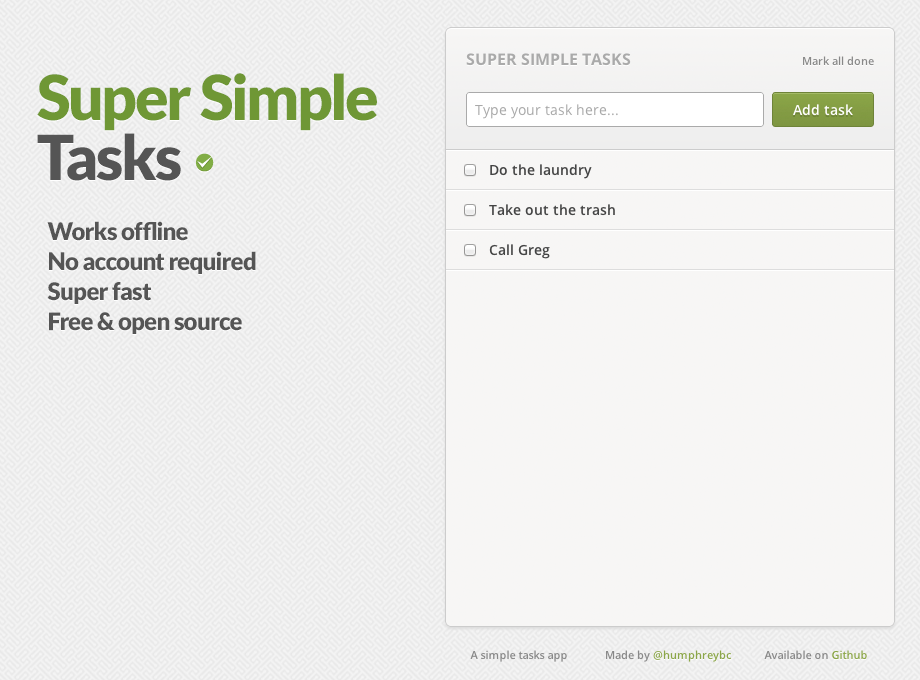 Super Simple
Tasks
Works offline
No account required
Super fast
Free & open source
SUPER SIMPLE TASKS
Mark all done
Type your task here...
Add task
Do the laundry
Take out the trash
Call Greg
A simple tasks app
Made by @humphreybc
Available on Github